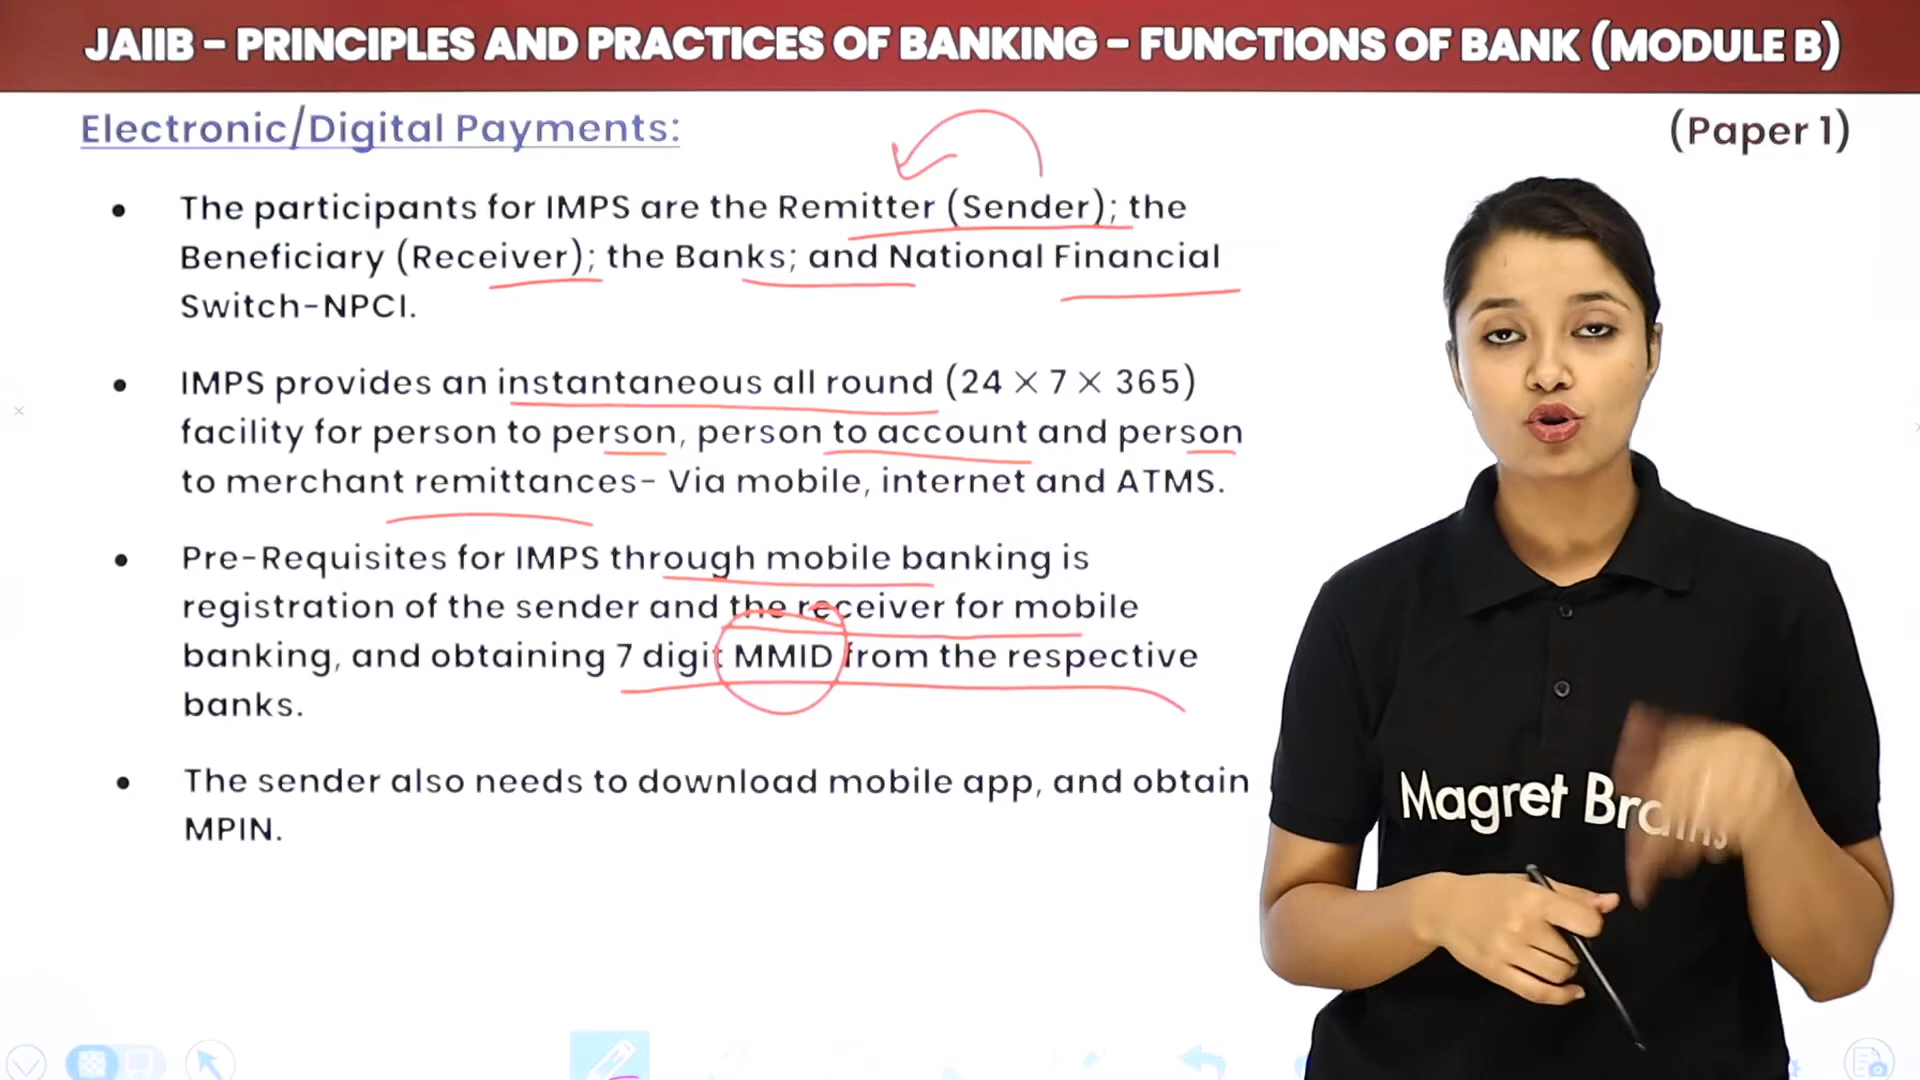 JAIIB - PRINCIPLES AND PRACTICES OF BANKING - FUNCTIONS OF BANK (MODULE B)
Electronic/Digital Payments:
(Paper 1)
• The participants for IMPS are the Remitter (Sender); the
Beneficiary (Receiver); the Banks; and National Financial
Switch-NPCI.
• IMPS provides an instantaneous all round (24 × 7 × 365)
facility for person to person, person to account and person
to merchant remittances- Via mobile, internet and ATMS.
• Pre-Requisites for IMPS through mobile banking is
registration of the sender and the receiver for mobile
banking, and obtaining 7 digit MMID from the respective
banks.
• The sender also needs to download mobile app, and obtain
MPIN.
Magret Brains